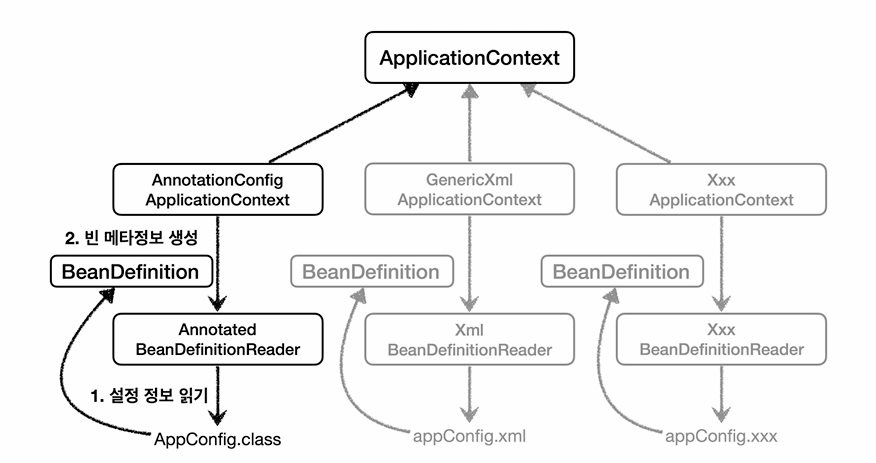 ApplicationContext
AnnotationConfig
ApplicationContext
GenericXml
ApplicationContext
Xxx
ApplicationContext
2. 빈 메타정보 생성
BeanDefinition
BeanDefinition
BeanDefinition
Annotated
BeanDefinitionReader
Xml
BeanDefinitionReader
Xxx
BeanDefinitionReader
1. 설정 정보 읽기
AppConfig.class
appConfig.xml
appConfig.xxx